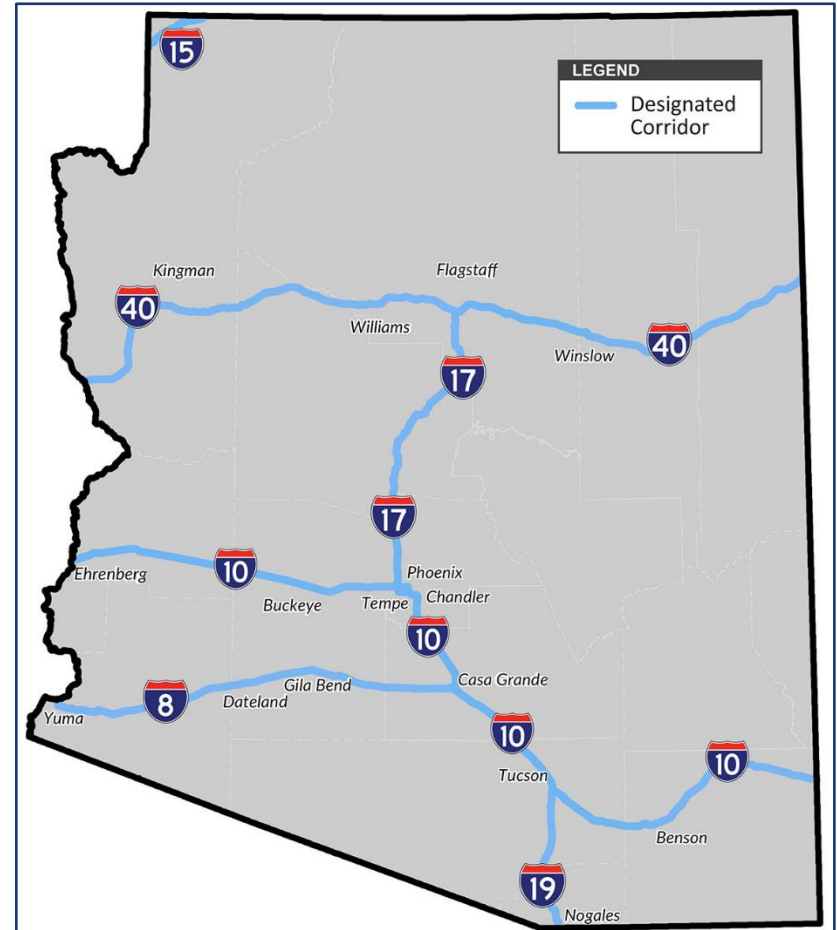 15
LEGEND
Designated
Corridor
Kingman
Flagstaff
40
Williams
Winslow
40
17
17
Ehrenberg
10
Phoenix
Buckeye
Tempe
Chandler
10
Casa Grande
Gila Bend
Dateland
8
Yuma
10
Tucson
10
Benson
19
Nogales